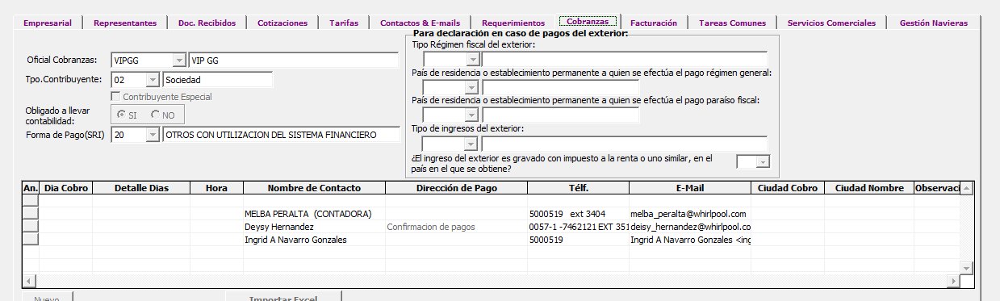 Empresarial Representantes Doc. Recibidos Cotizaciones Tarifas Contactos & E-mails Requerimientos Cobranzas Facturación Tareas Comunes Servicios Comerciales Gestión Navieras
Oficial Cobranzas: VIPGG VIP GG
Tpo.Contribuyente: 02 Sociedad
Contribuyente Especial
Obligado a llevar
contabilidad:
SI NO
Forma de Pago(SRI) 20 OTROS CON UTILIZACION DEL SISTEMA FINANCIERO
Para declaración en caso de pagos del exterior:
Tipo Régimen fiscal del exterior:
País de residencia o establecimiento permanente a quien se efectúa el pago régimen general:
País de residencia o establecimiento permanente a quien se efectúa el pago paraíso fiscal:
Tipo de ingresos del exterior:
¿El ingreso del exterior es gravado con impuesto a la renta o uno similar, en el
país en el que se obtiene?
An. Dia Cobro Detalle Dias Hora Nombre de Contacto Dirección de Pago Télf. E-Mail Ciudad Cobro Ciudad Nombre Observaci
MELBA PERALTA (CONTADORA) 5000519 ext 3404 melba_peralta@whirlpool.com
Deysy Hernandez Confirmacion de pagos 0057-1 -7462121 EXT 351 deisy_hernandez@whirlpool.co
Ingrid A Navarro Gonzales 5000519 Ingrid A Navarro Gonzales <ing
Nuevo Importar Excel